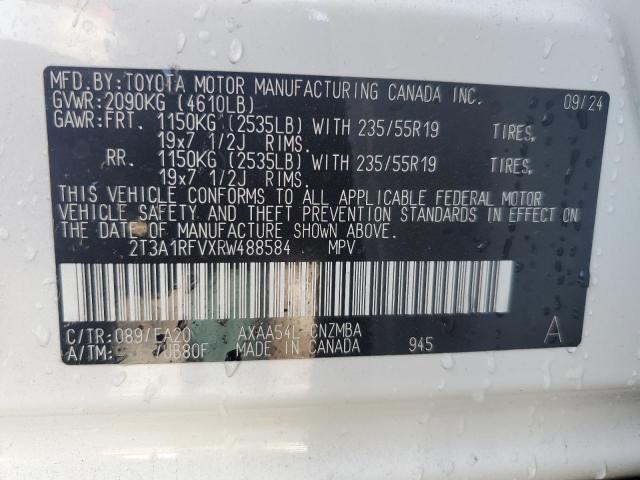 MFD.BY:TOYOTA MOTOR MANUFACTURING CANADA INC. 09/24
GVWR:2090KG (4610LB)
GAWR:FRT. 1150KG (2535LB) WITH 235/55R19 TIRES,
19x7 1/2J RIMS.
RR. 1150KG (2535LB) WITH 235/55R19 TIRES,
19x7 1/2J RIMS.
THIS VEHICLE CONFORMS TO ALL APPLICABLE FEDERAL MOTOR
VEHICLE SAFETY AND THEFT PREVENTION STANDARDS IN EFFECT ON
THE DATE OF MANUFACTURE SHOWN ABOVE.
2T3A1RFVXRW488584 MPV
C/TR:089/EA20 AXAA54L CNZMBA A
A/TM: /UB80F MADE IN CANADA 945